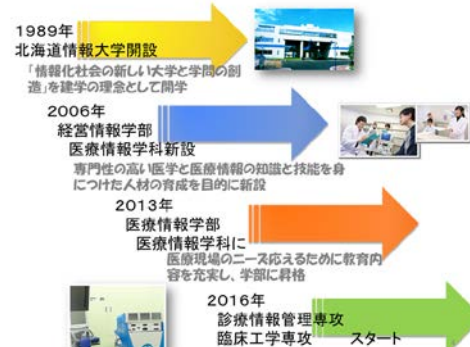 1989年
北海道情報大学開設
「情報化社会の新しい大学と学問の創
造」を建学の理念として開学
2006年
経営情報学部
医療情報学科新設
専門性の高い医学と医療情報の知識と技能を身
につけた人材の育成を目的に新設
2013年
医療情報学部
医療情報学科に
医療現場のニーズ応えるために教育内
容を充実し、学部に昇格
2016年
診療情報管理専攻
臨床工学専攻 スタート